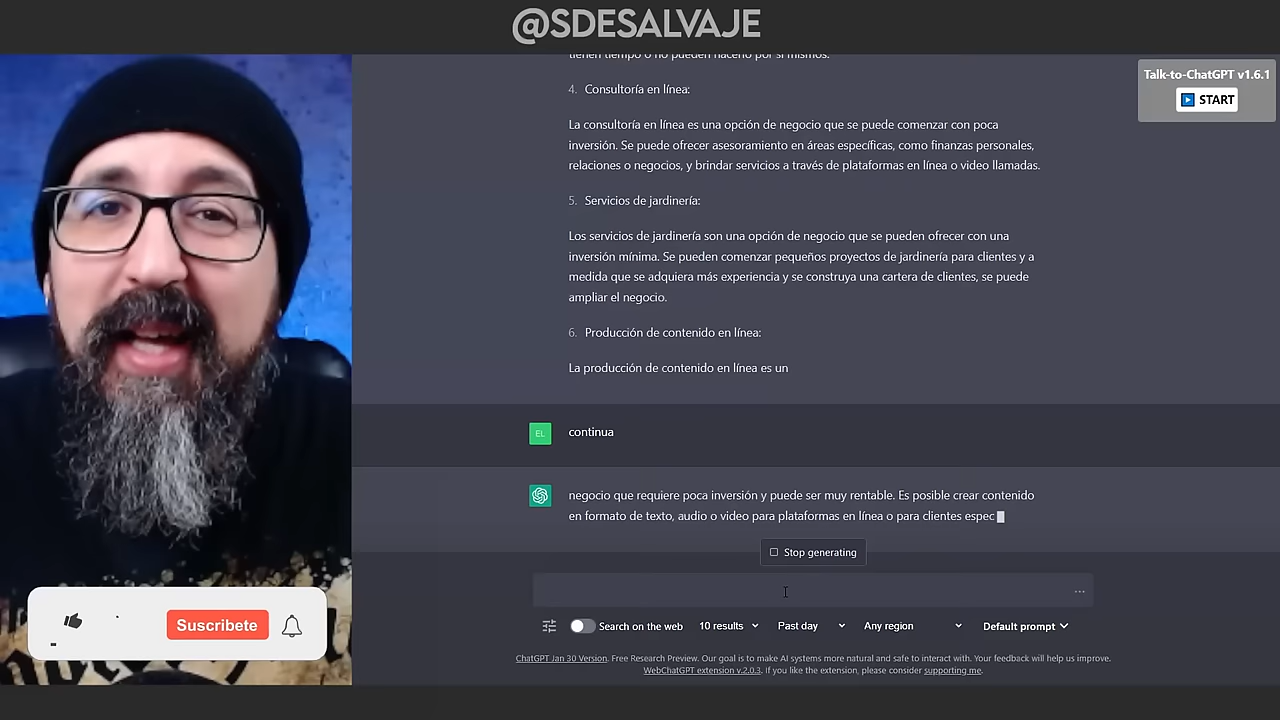 @SDESALVAJE
tienen tiempo o no pueden hacerlo por sí mismos.
Talk-to-ChatGPT v1.6.1
START
4. Consultoría en línea:
La consultoría en línea es una opción de negocio que se puede comenzar con poca
inversión. Se puede ofrecer asesoramiento en áreas específicas, como finanzas personales,
relaciones o negocios, y brindar servicios a través de plataformas en línea o video llamadas.
5. Servicios de jardinería:
Los servicios de jardinería son una opción de negocio que se pueden ofrecer con una
inversión mínima. Se pueden comenzar pequeños proyectos de jardinería para clientes y a
medida que se adquiera más experiencia y se construya una cartera de clientes, se puede
ampliar el negocio.
6. Producción de contenido en línea:
La producción de contenido en línea es un
EL
continua
negocio que requiere poca inversión y puede ser muy rentable. Es posible crear contenido
en formato de texto, audio o video para plataformas en línea o para clientes espec
Stop generating
Search on the web
10 results
Past day
Any region
Default prompt
ChatGPT Jan 30 Version. Free Research Preview. Our goal is to make AI systems more natural and safe to interact with. Your feedback will help us improve.
WebChatGPT extension v.2.0.3. If you like the extension, please consider supporting me.
Suscribete